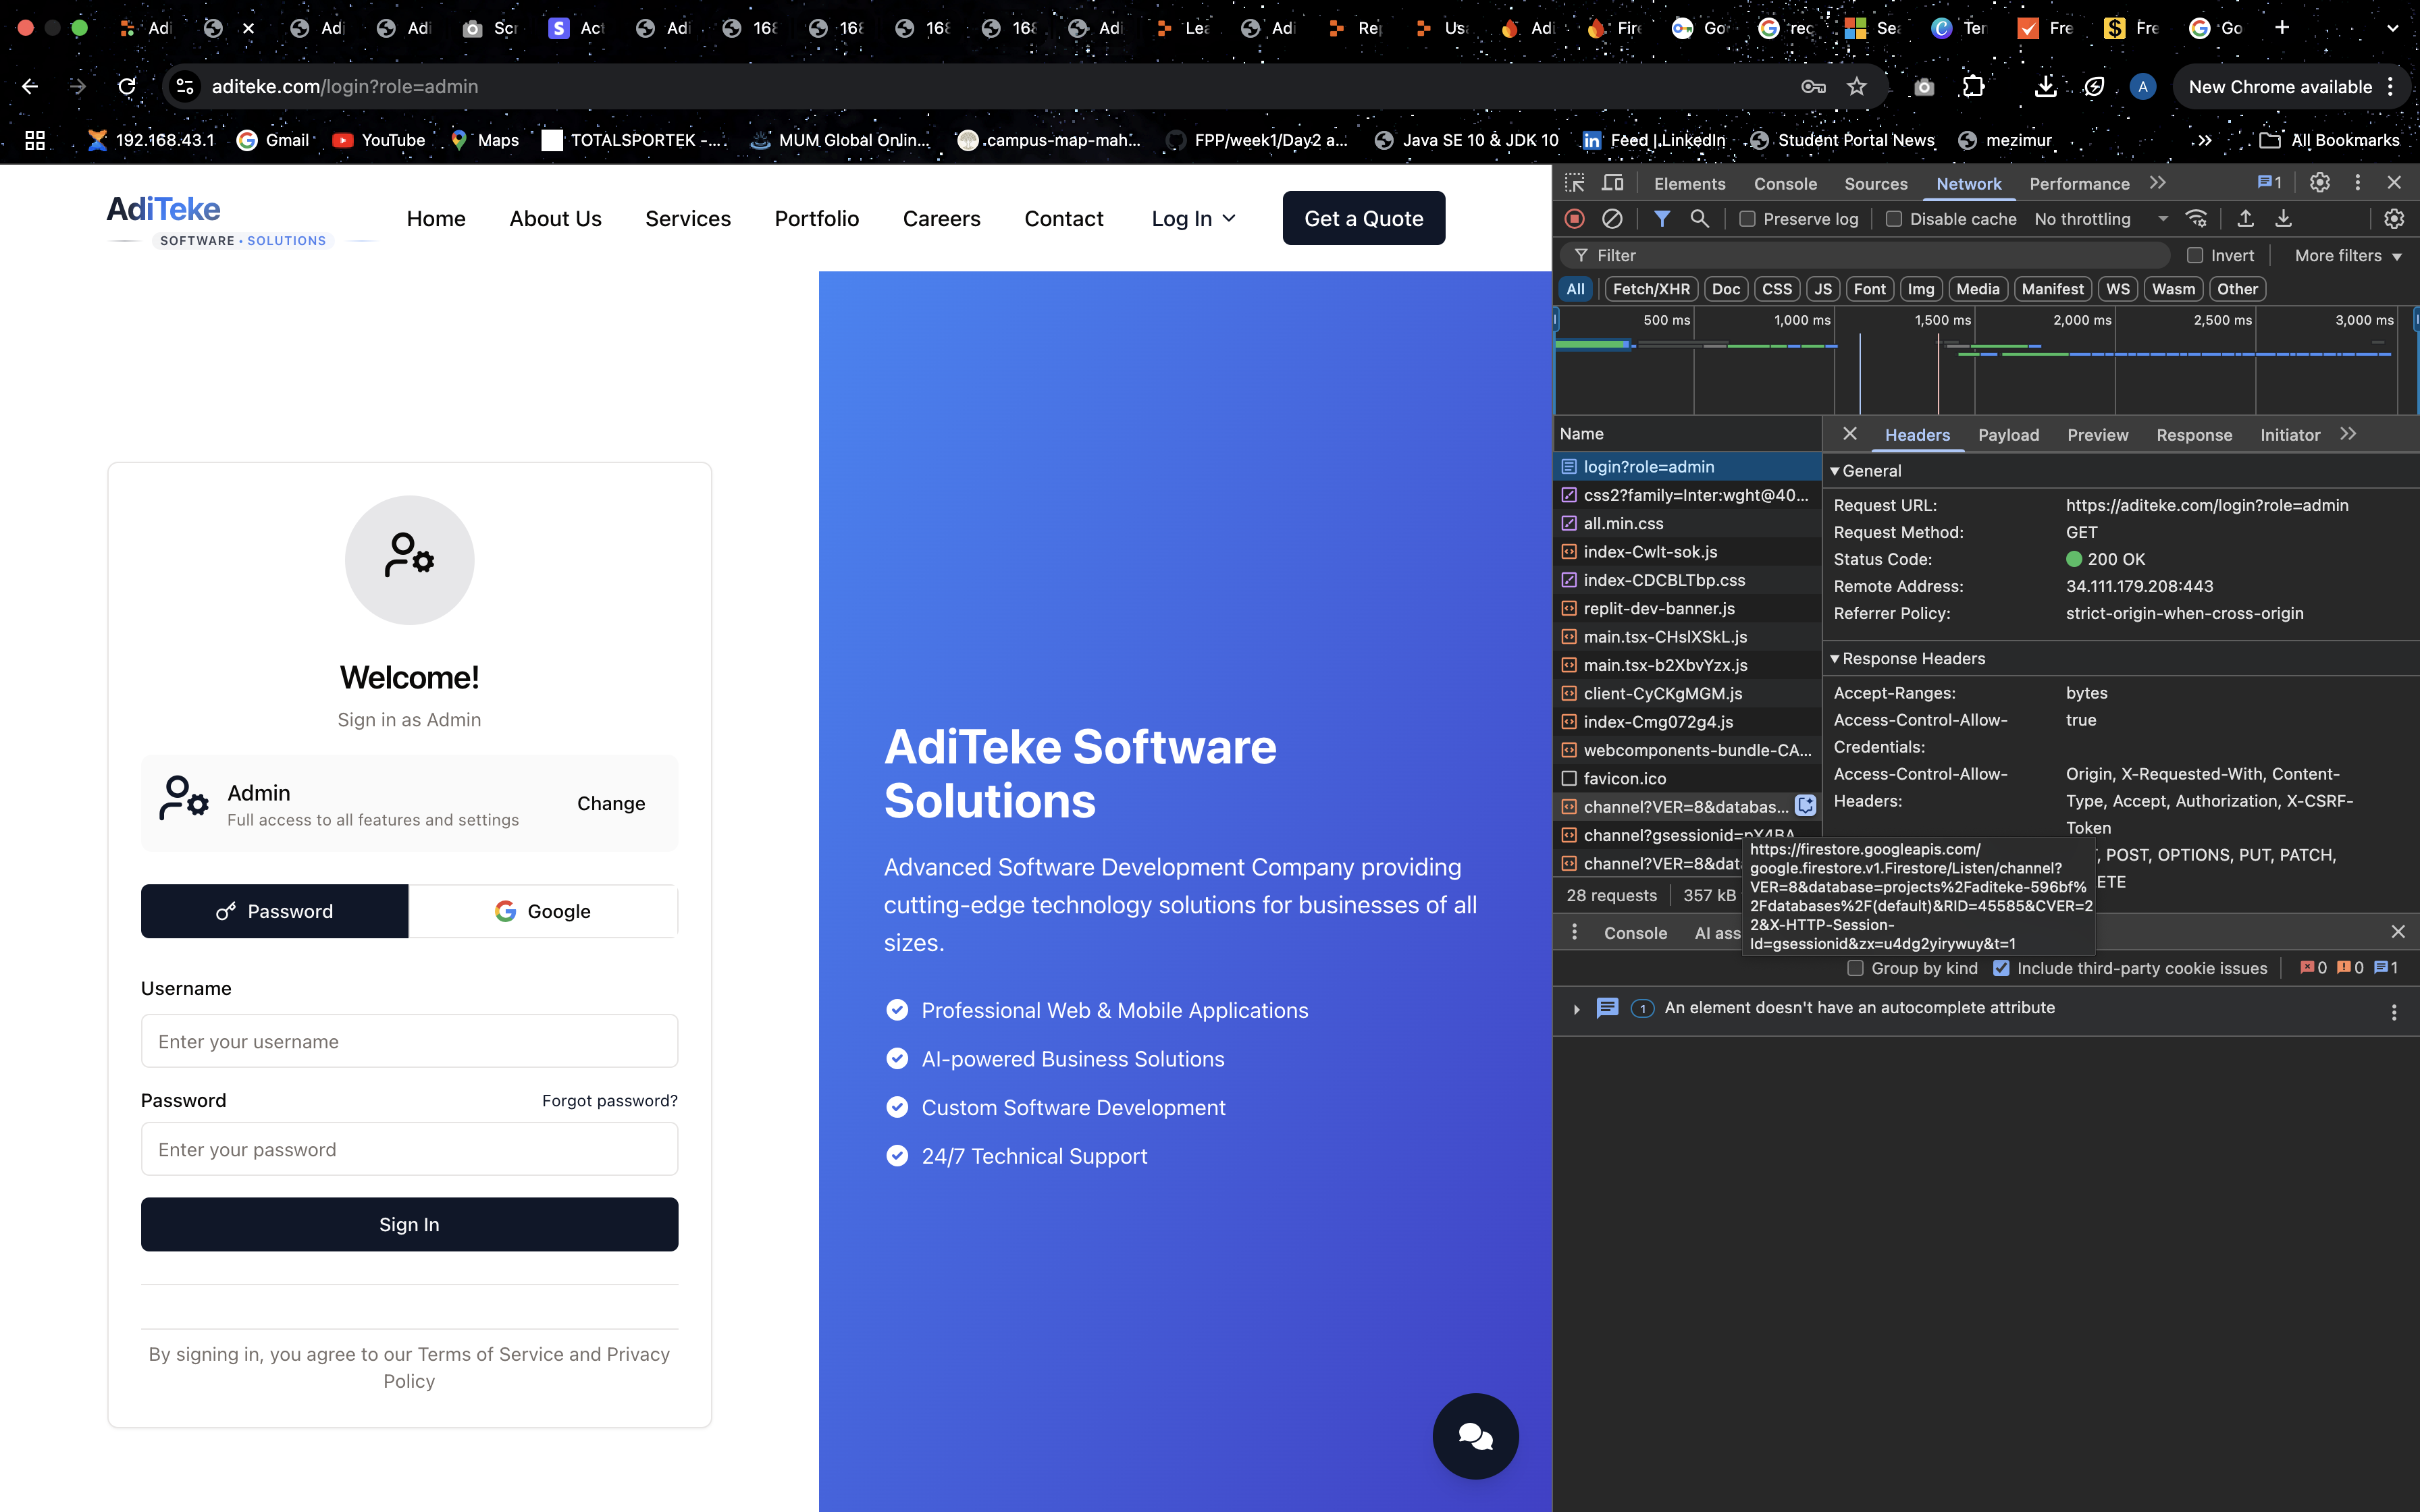 Adi
Adi
Adi
Scr
Act
Adi
168
168
168
168
Adi
Lea
Adi
Rep
Usa
Adi
Fire
Goo
rec
Sea
Ter
Fre
Fre
Go
aditeke.com/login?role=admin
New Chrome available
192.168.43.1
Gmail
YouTube
Maps
TOTALSPORTEK -....
MUM Global Onlin...
.campus-map-mah...
FPP/week1/Day2 a...
Java SE 10 & JDK 10
Feed | LinkedIn
Student Portal News
mezimur
All Bookmarks
AdiTeke
SOFTWARE • SOLUTIONS
Home
About Us
Services
Portfolio
Careers
Contact
Log In
Get a Quote
Welcome!
Sign in as Admin
Admin
Full access to all features and settings
Change
Password
Google
Username
Enter your username
Password
Forgot password?
Enter your password
Sign In
By signing in, you agree to our Terms of Service and Privacy
Policy
AdiTeke Software
Solutions
Advanced Software Development Company providing
cutting-edge technology solutions for businesses of all
sizes.
Professional Web & Mobile Applications
AI-powered Business Solutions
Custom Software Development
24/7 Technical Support
Elements
Console
Sources
Network
Performance
1
Preserve log
Disable cache
No throttling
Filter
Invert
More filters
All
Fetch/XHR
Doc
CSS
JS
Font
Img
Media
Manifest
WS
Wasm
Other
500 ms
1,000 ms
1,500 ms
2,000 ms
2,500 ms
3,000 ms
Name
login?role=admin
css2?family=Inter:wght@40...
all.min.css
index-Cwlt-sok.js
index-CDCBLTbp.css
replit-dev-banner.js
main.tsx-CHslXSkL.js
main.tsx-b2XbvYzx.js
client-CyCKgMGM.js
index-Cmg072g4.js
webcomponents-bundle-CA...
favicon.ico
channel?VER=8&databas...
channel?gsessionid=pX4BA
channel?VER=8&data
28 requests
357 kB
Headers
Payload
Preview
Response
Initiator
General
Request URL:
https://aditeke.com/login?role=admin
Request Method:
GET
Status Code:
200 OK
Remote Address:
34.111.179.208:443
Referrer Policy:
strict-origin-when-cross-origin
Response Headers
Accept-Ranges:
bytes
Access-Control-Allow-
Credentials:
true
Access-Control-Allow-
Headers:
Origin, X-Requested-With, Content-
Type, Accept, Authorization, X-CSRF-
Token
, POST, OPTIONS, PUT, PATCH,
ETE
https://firestore.googleapis.com/
google.firestore.v1.Firestore/Listen/channel?
VER=8&database=projects%2Faditeke-596bf%
2Fdatabases%2F(default)&RID=45585&CVER=2
2&X-HTTP-Session-
Id=gsessionid&zx=u4dg2yirywuy&t=1
Console
AI ass
Group by kind
Include third-party cookie issues
0
0
1
1
An element doesn't have an autocomplete attribute